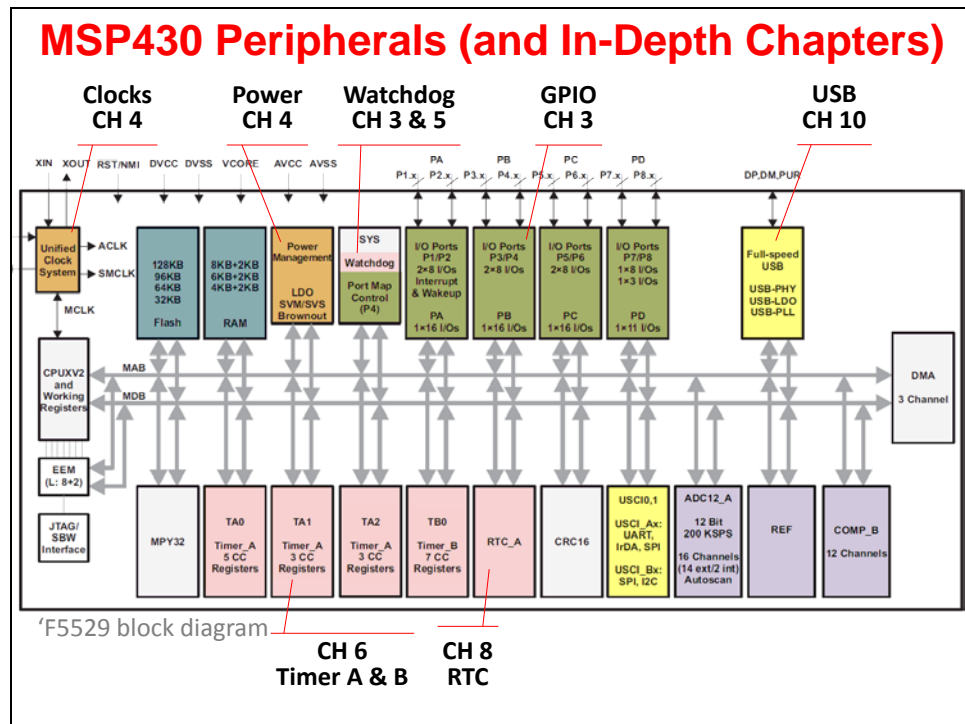 MSP430 Peripherals (and In-Depth Chapters)
Clocks
CH 4
Power
CH 4
Watchdog
CH 3 & 5
GPIO
CH 3
USB
CH 10
XIN
XOUT
RST/NMI
DVCC
DVSS
VCORE
AVCC
AVSS
PA
P1.x
P2.x
PB
P3.x
P4.x
PC
P5.x
P6.x
PD
P7.x
P8.x
DP,DM,PUR
Unified
Clock
System
ACLK
SMCLK
MCLK
128KB
96KB
64KB
32KB
Flash
8KB+2KB
6KB+2KB
4KB+2KB
RAM
Power
Management
LDO
SVM/SVS
Brownout
SYS
Watchdog
Port Map
Control
(P4)
I/O Ports
P1/P2
2×8 I/Os
Interrupt
& Wakeup
PA
1×16 I/Os
I/O Ports
P3/P4
2×8 I/Os
PB
1×16 I/Os
I/O Ports
P5/P6
2×8 I/Os
PC
1×16 I/Os
I/O Ports
P7/P8
1×8 I/Os
1×3 I/Os
PD
1×11 I/Os
Full-speed
USB
USB-PHY
USB-LDO
USB-PLL
CPUXV2
and
Working
Registers
MAB
MDB
DMA
3 Channel
EEM
(L: 8+2)
JTAG/
SBW
Interface
MPY32
TA0
Timer_A
5 CC
Registers
TA1
Timer_A
3 CC
Registers
TA2
Timer_A
3 CC
Registers
TB0
Timer_B
7 CC
Registers
RTC_A
CRC16
USCI0,1
USCI_Ax:
UART,
IrDA, SPI
USCI_Bx:
SPI, I2C
ADC12_A
12 Bit
200 KSPS
16 Channels
(14 ext/2 int)
Autoscan
REF
COMP_B
12 Channels
‘F5529 block diagram
CH 6
Timer A & B
CH 8
RTC